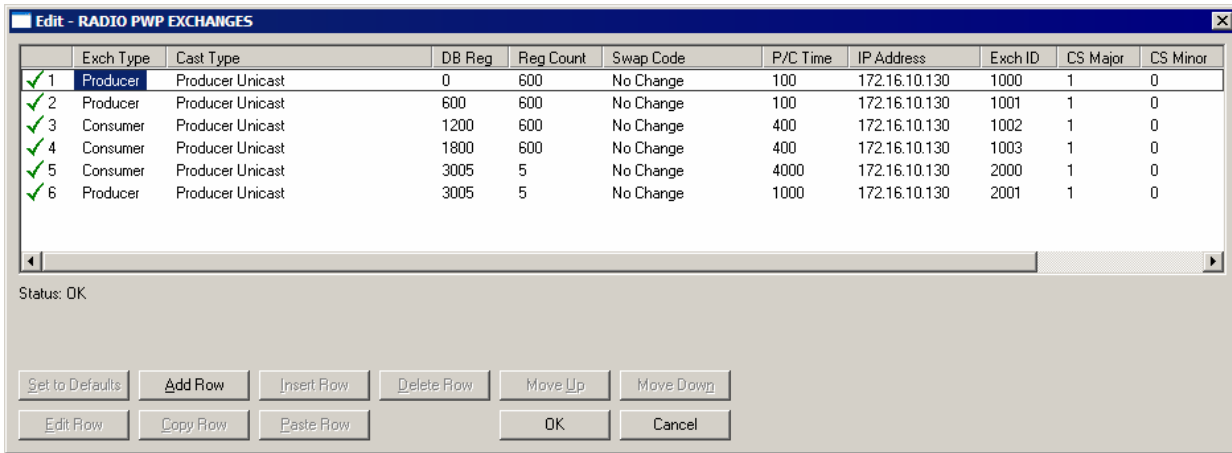 Edit - RADIO PWP EXCHANGES
Exch Type Cast Type DB Reg Reg Count Swap Code P/C Time IP Address Exch ID CS Major CS Minor
1 Producer Producer Unicast 0 600 No Change 100 172.16.10.130 1000 1 0
2 Producer Producer Unicast 600 600 No Change 100 172.16.10.130 1001 1 0
3 Consumer Producer Unicast 1200 600 No Change 400 172.16.10.130 1002 1 0
4 Consumer Producer Unicast 1800 600 No Change 400 172.16.10.130 1003 1 0
5 Consumer Producer Unicast 3005 5 No Change 4000 172.16.10.130 2000 1 0
6 Producer Producer Unicast 3005 5 No Change 1000 172.16.10.130 2001 1 0
Status: OK
Set to Defaults Add Row Insert Row Delete Row Move Up Move Down
Edit Row Copy Row Paste Row OK Cancel